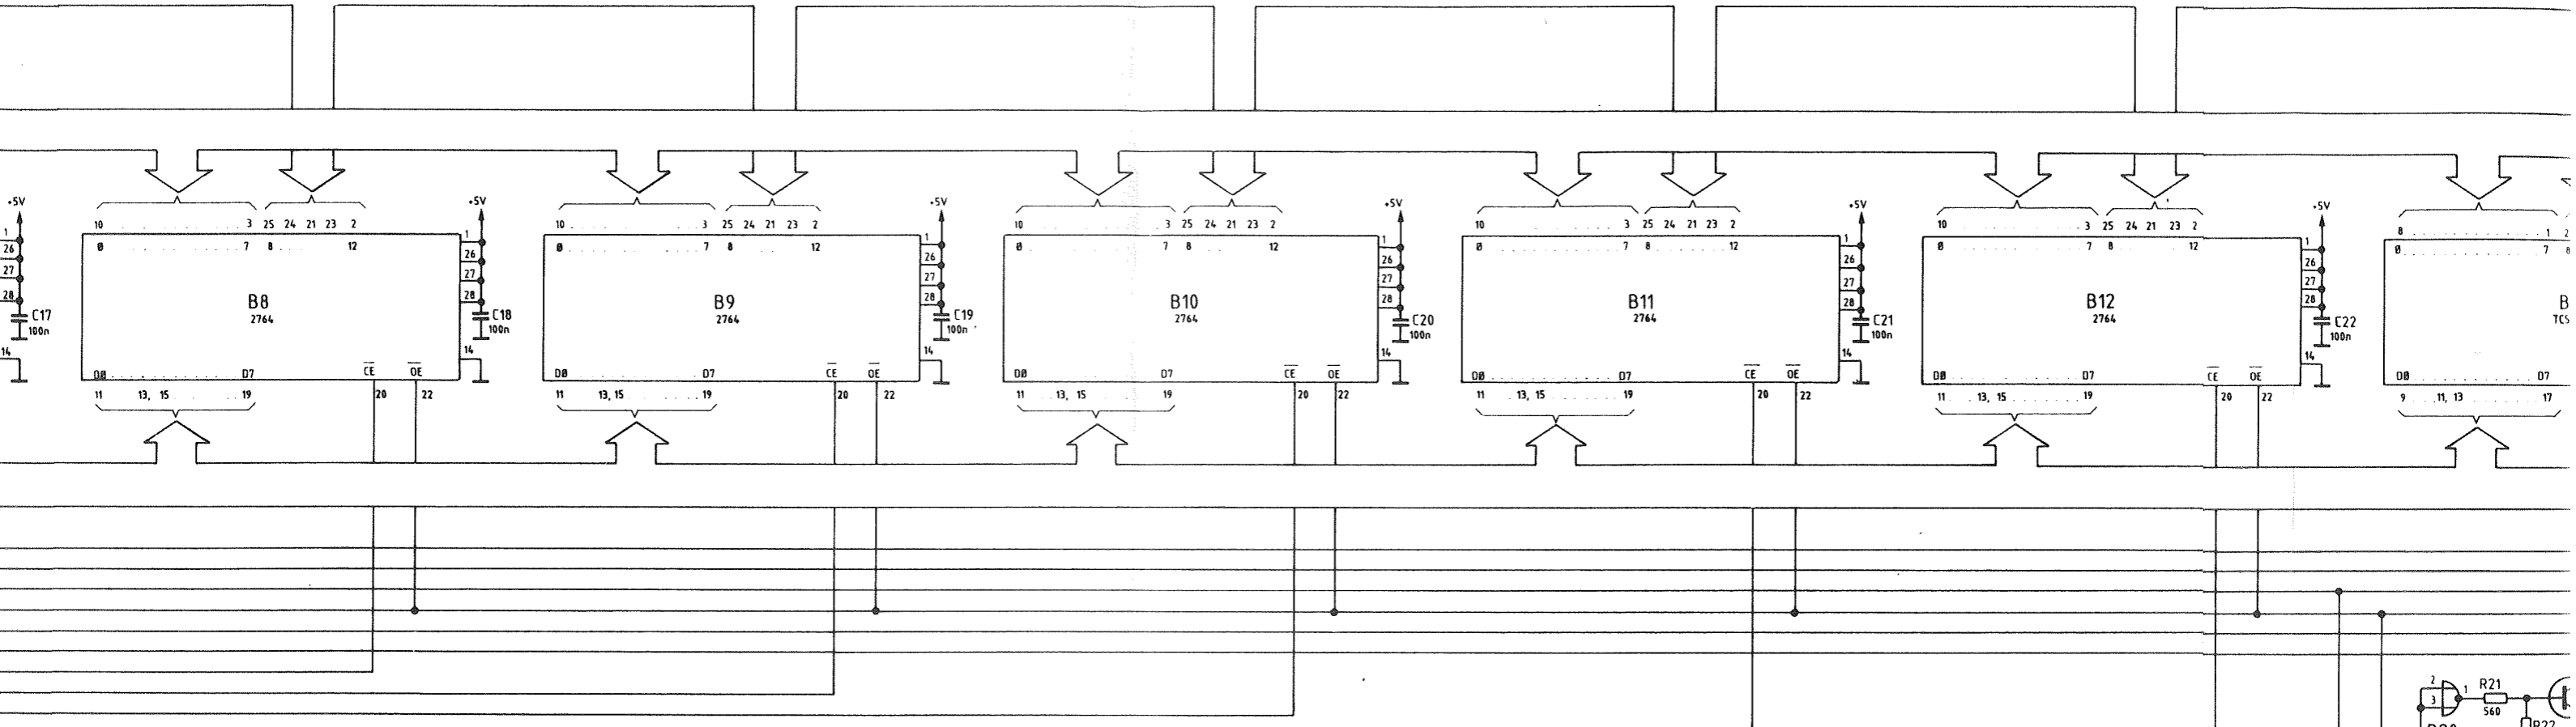 +5V +5V +5V +5V +5V +5V
10 . . . 3 25 24 21 23 2
10 . . . 3 25 24 21 23 2
10 . . . 3 25 24 21 23 2
10 . . . 3 25 24 21 23 2
10 . . . 3 25 24 21 23 2
8 . . . 1 2
Ø . . . 7 8 . . . 12
Ø . . . 7 8 . . . 12
Ø . . . 7 8 . . . 12
Ø . . . 7 8 . . . 12
Ø . . . 7 8 . . . 12
Ø . . . 7 8
1 1 1 1 1 1
26 26 26 26 26 26
27 27 27 27 27 27
28 28 28 28 28 28
B8 B9 B10 B11 B12 B
2764 2764 2764 2764 2764 TC5
C17 C18 C19 C20 C21 C22
100n 100n 100n 100n 100n 100n
14 14 14 14 14 14
DØ . . . D7 CE OE
DØ . . . D7 CE OE
DØ . . . D7 CE OE
DØ . . . D7 CE OE
DØ . . . D7 CE OE
DØ . . . D7
11 . . . 13, 15 . . . 19 20 22
11 . . . 13, 15 . . . 19 20 22
11 . . . 13, 15 . . . 19 20 22
11 . . . 13, 15 . . . 19 20 22
11 . . . 13, 15 . . . 19 20 22
9 . . . 11, 13 . . . 17
2 3 1 R21
560
R22